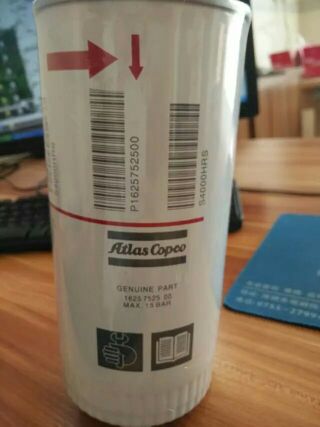 P1625752500
S4000HRS
Atlas Copco
GENUINE PART
1625 7525 00
MAX. 15 BAR